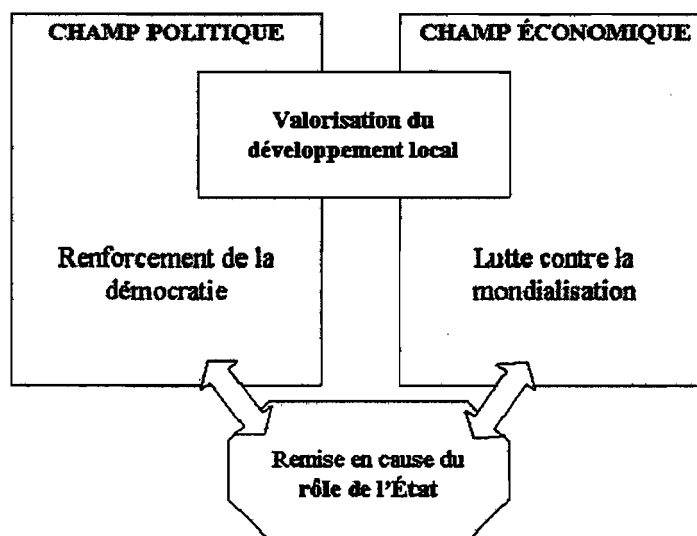 CHAMP POLITIQUE
CHAMP ÉCONOMIQUE
Valorisation du
développement local
Renforcement de la
démocratie
Lutte contre la
mondialisation
Remise en cause du
rôle de l'État